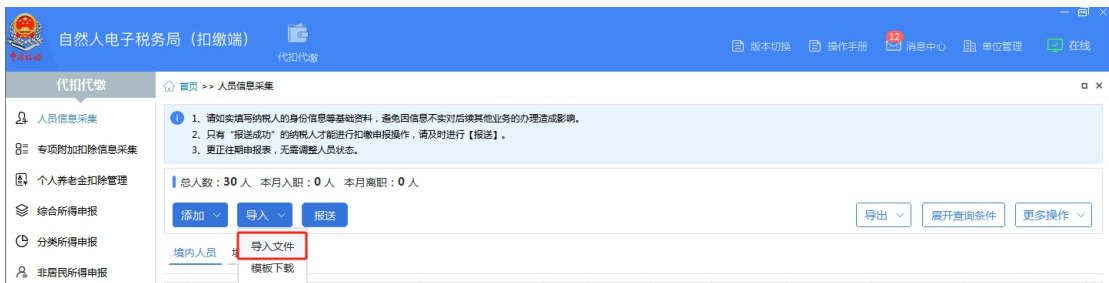 自然人电子税务局（扣缴端）
代扣代缴
版本切换 操作手册 12 消息中心 单位管理 在线
代扣代缴
首页 >> 人员信息采集
人员信息采集
专项附加扣除信息采集
个人养老金扣除管理
综合所得申报
分类所得申报
非居民所得申报
1、请如实填写纳税人的身份信息等基础资料，避免因信息不实对后续其他业务的办理造成影响。
2、只有“报送成功”的纳税人才能进行扣缴申报操作，请及时进行【报送】。
3、更正往期申报表，无需调整人员状态。
总人数：30 人 本月入职：0 人 本月离职：0 人
添加 导入 报送 导出 展开查询条件 更多操作
导入文件
境内人员
模板下载